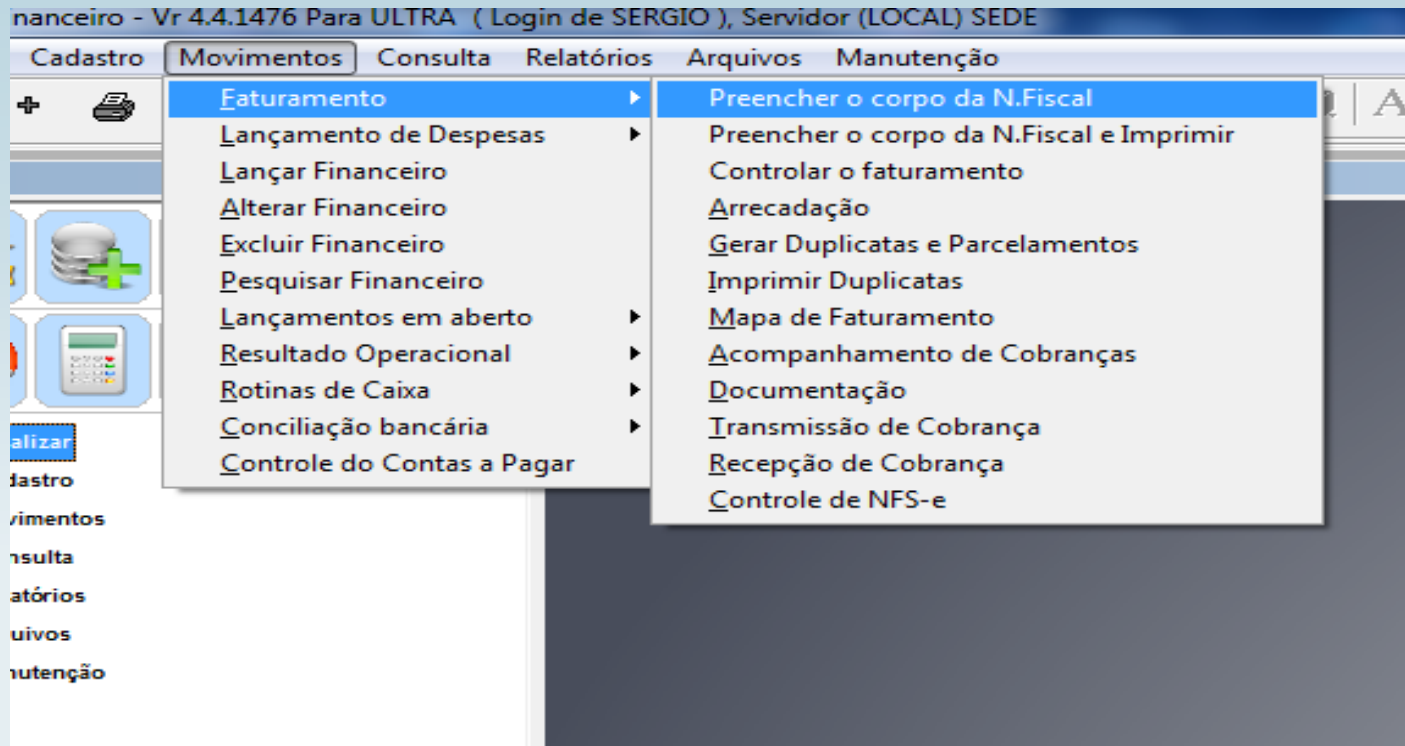 nanceiro - Vr 4.4.1476 Para ULTRA ( Login de SERGIO ), Servidor (LOCAL) SEDE
Cadastro Movimentos Consulta Relatórios Arquivos Manutenção
A
Faturamento
Lançamento de Despesas
Lançar Financeiro
Alterar Financeiro
Excluir Financeiro
Pesquisar Financeiro
Lançamentos em aberto
Resultado Operacional
Rotinas de Caixa
Conciliação bancária
Controle do Contas a Pagar
Preencher o corpo da N.Fiscal
Preencher o corpo da N.Fiscal e Imprimir
Controlar o faturamento
Arrecadação
Gerar Duplicatas e Parcelamentos
Imprimir Duplicatas
Mapa de Faturamento
Acompanhamento de Cobranças
Documentação
Transmissão de Cobrança
Recepção de Cobrança
Controle de NFS-e
alizar
dastro
vimentos
nsulta
atórios
uivos
nutenção